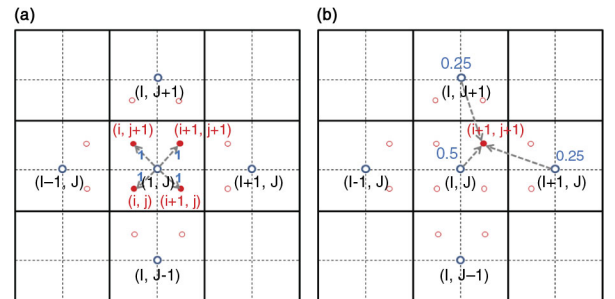 (a)
(I, J+1)
(i, j+1) (i+1, j+1)
1 1
(I−1, J) (1, J) (I+1, J)
1 1
(i, j) (i+1, j)
(I, J-1)
(b)
0.25
(I, J+1)
(i+1, j+1)
0.5 0.25
(I-1, J) (I, J) (I+1, J)
(I, J−1)